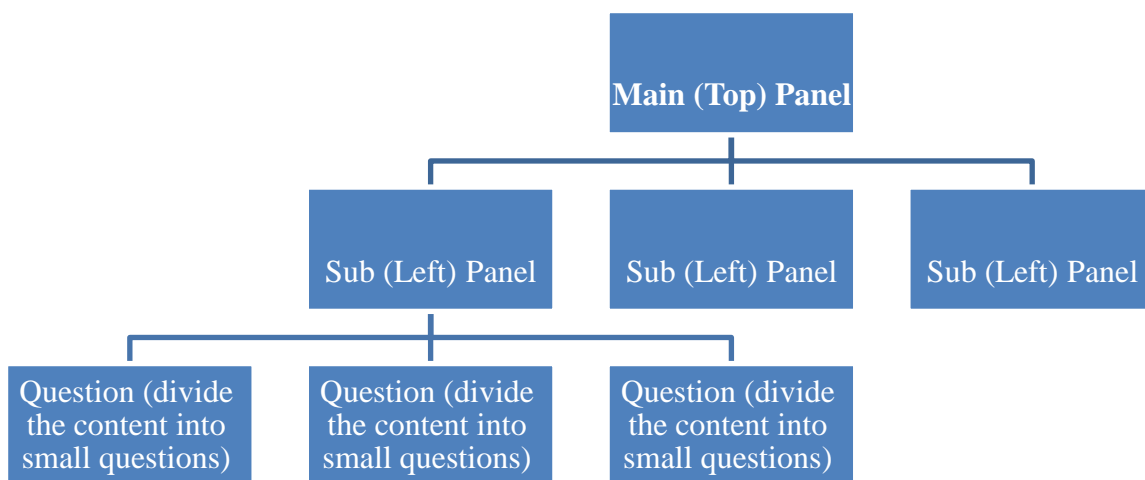 Main (Top) Panel
Sub (Left) Panel
Sub (Left) Panel
Sub (Left) Panel
Question (divide
the content into
small questions)
Question (divide
the content into
small questions)
Question (divide
the content into
small questions)